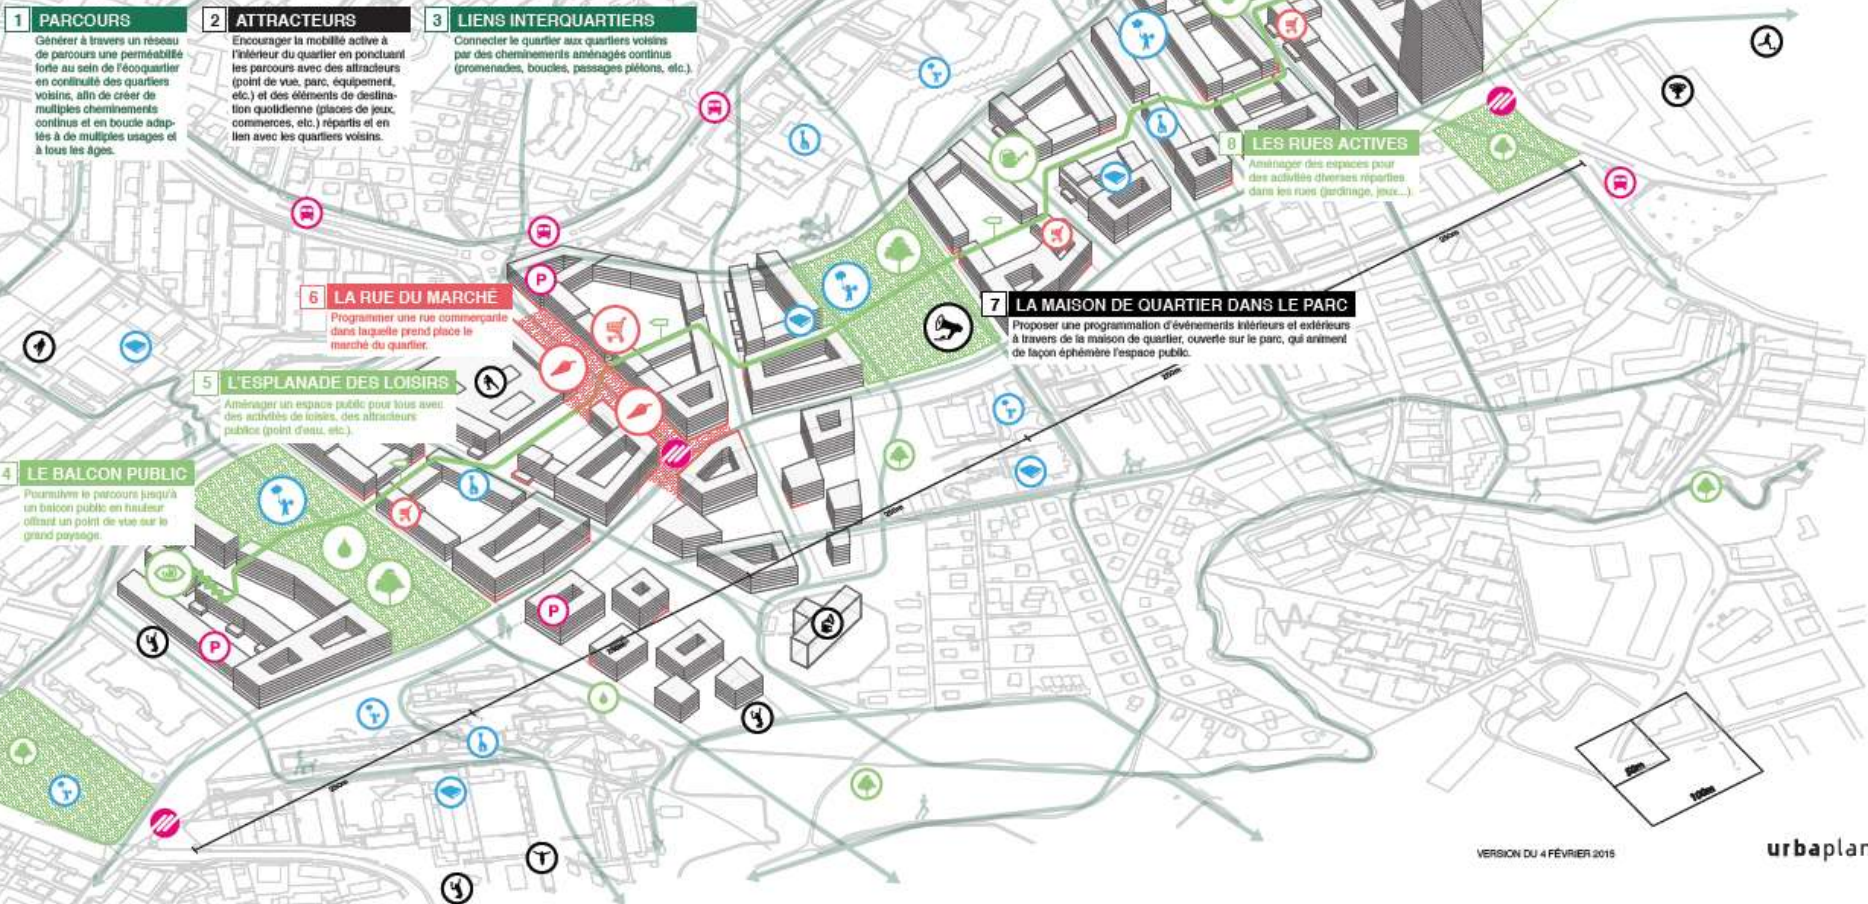 1 PARCOURS
Générer à travers un réseau
de parcours une perméabilité
forte au sein de l'écoquartier
en continuité des quartiers
voisins, afin de créer de
multiples cheminements
continus et en boucle adap-
tés à de multiples usages et
à tous les âges.
2 ATTRACTEURS
Encourager la mobilité active à
l'intérieur du quartier en ponctuant
les parcours avec des attracteurs
(point de vue, parc, équipement,
etc.) et des éléments de destina-
tion quotidienne (places de jeux,
commerces, etc.) répartis et en
lien avec les quartiers voisins.
3 LIENS INTERQUARTIERS
Connecter le quartier aux quartiers voisins
par des cheminements aménagés continus
(promenades, boucles, passages piétons, etc.).
8 LES RUES ACTIVES
Aménager des espaces pour
des activités diverses réparties
dans les rues (jardinage, jeux...).
250m
P
6 LA RUE DU MARCHÉ
Programmer une rue commerçante
dans laquelle prend place le
marché du quartier.
7 LA MAISON DE QUARTIER DANS LE PARC
Proposer une programmation d'événements intérieurs et extérieurs
à travers de la maison de quartier, ouverte sur le parc, qui animent
de façon éphémère l'espace public.
250m
5 L'ESPLANADE DES LOISIRS
Aménager un espace public pour tous avec
des activités de loisirs, des attracteurs
publics (point d'eau, etc.).
4 LE BALCON PUBLIC
Poursuivre le parcours jusqu'à
un balcon public en hauteur
offrant un point de vue sur le
grand paysage.
250m
P
P
250m
250m
50m
100m
VERSION DU 4 FÉVRIER 2015
urbaplan